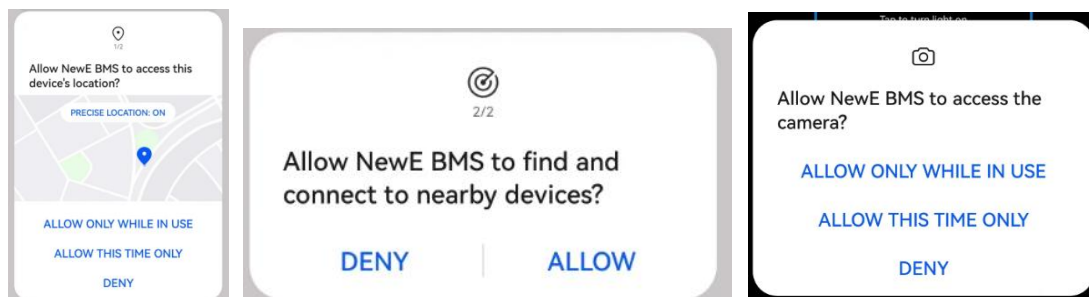 1/2
Allow NewE BMS to access this
device's location?
PRECISE LOCATION: ON
ALLOW ONLY WHILE IN USE
ALLOW THIS TIME ONLY
DENY
2/2
Allow NewE BMS to find and
connect to nearby devices?
DENY
ALLOW
Tap to turn light on
Allow NewE BMS to access the
camera?
ALLOW ONLY WHILE IN USE
ALLOW THIS TIME ONLY
DENY